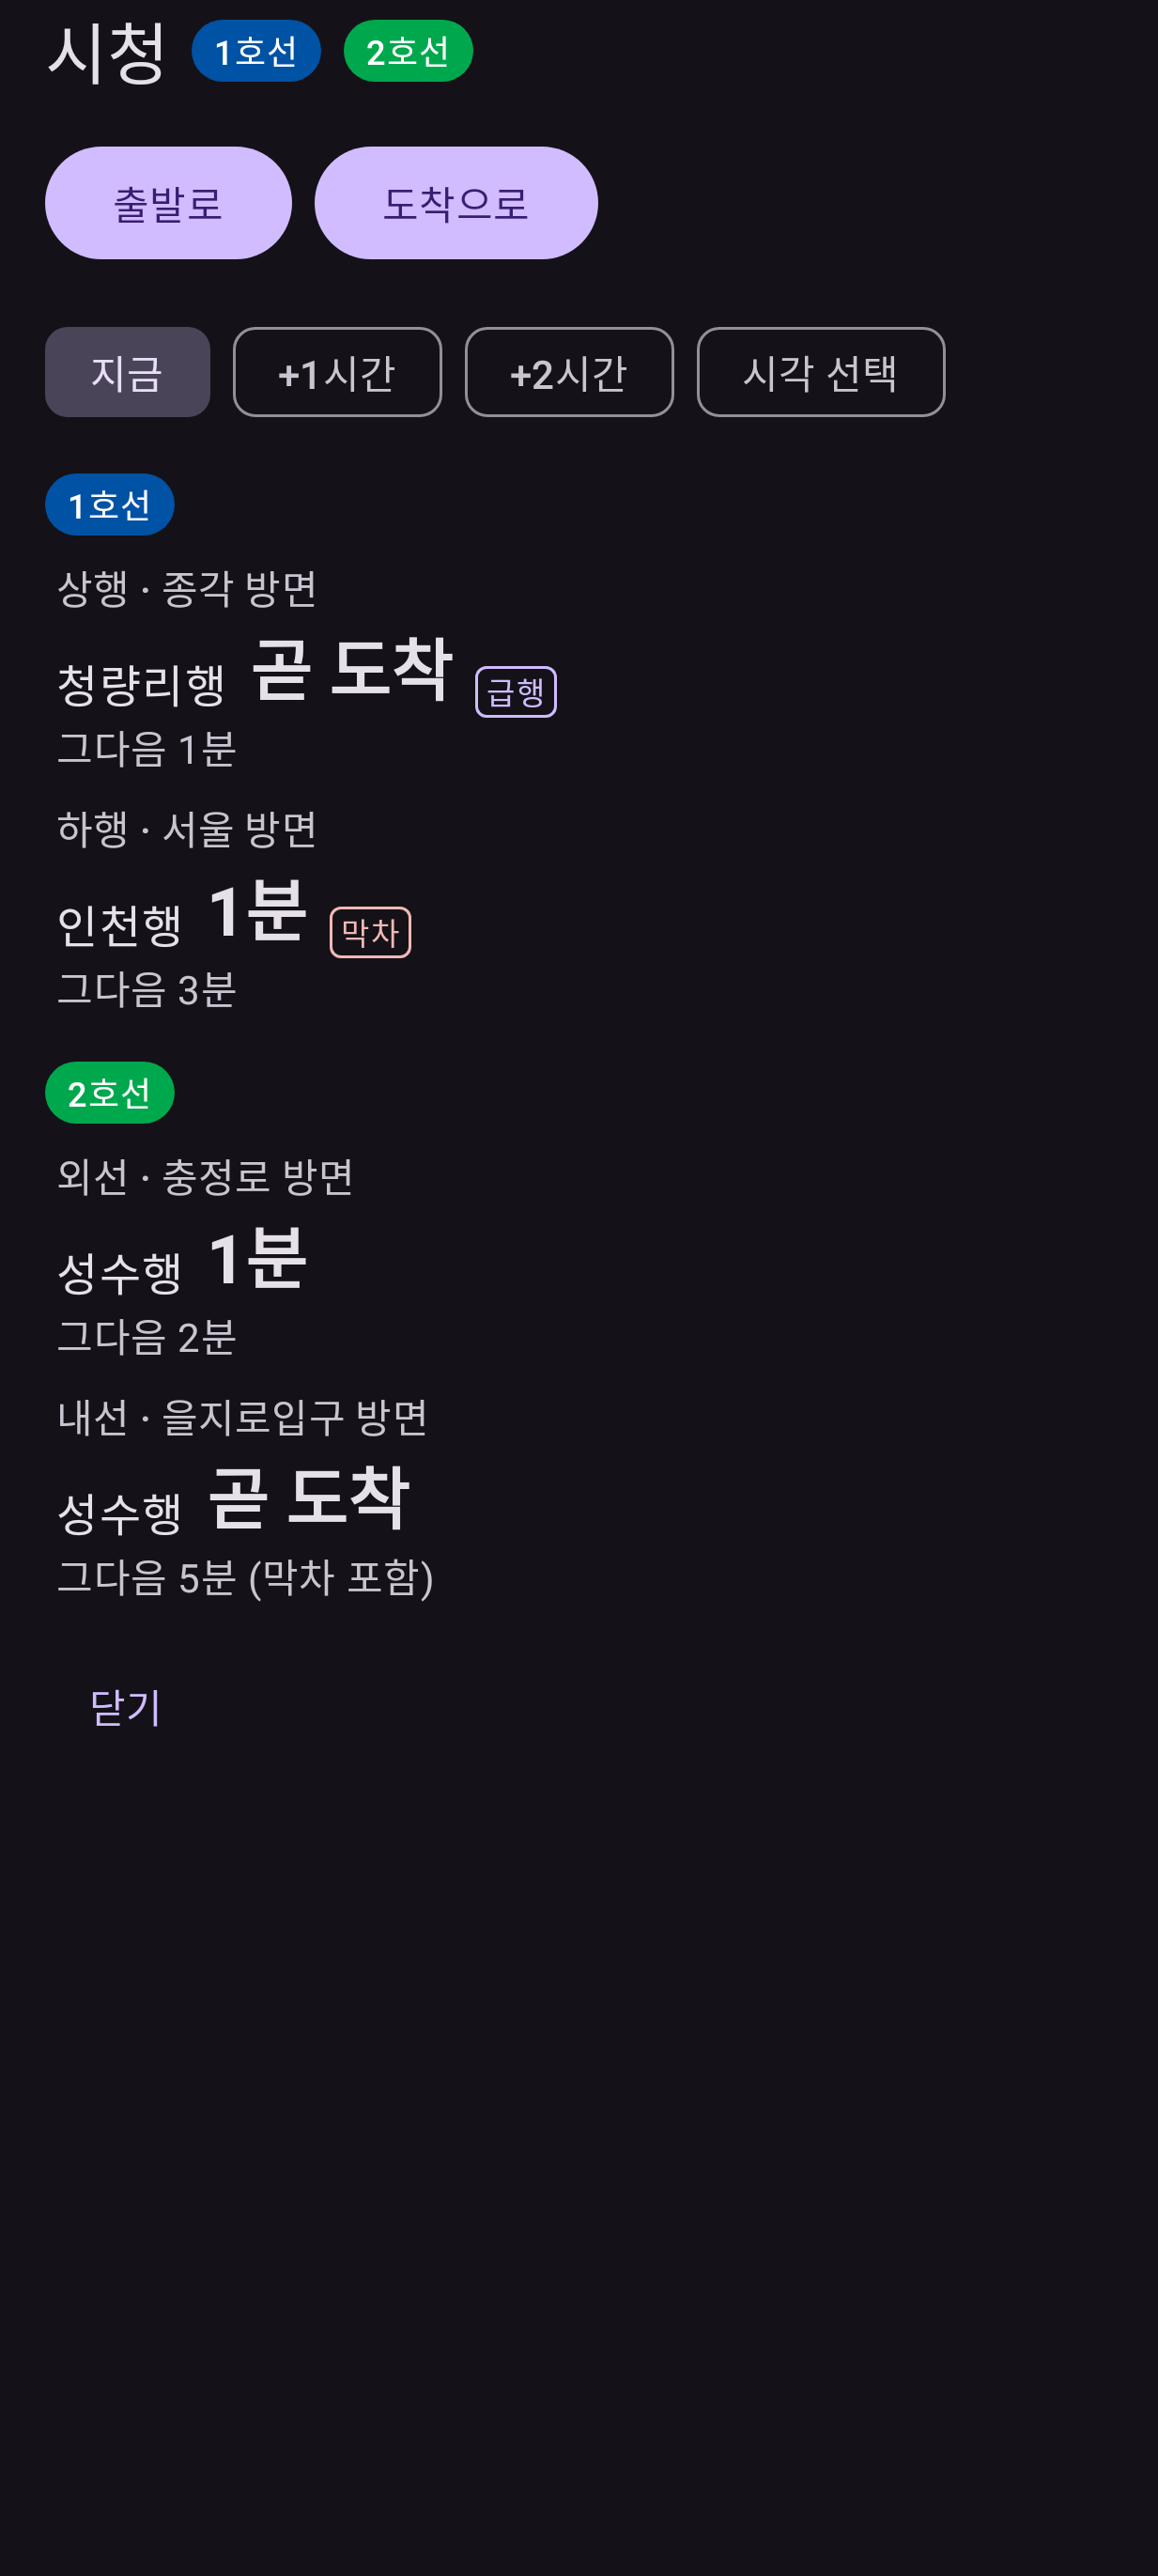 시청 1호선 2호선
출발로 도착으로
지금 +1시간 +2시간 시각 선택
1호선
상행 · 종각 방면
청량리행 곧 도착 급행
그다음 1분
하행 · 서울 방면
인천행 1분 막차
그다음 3분
2호선
외선 · 충정로 방면
성수행 1분
그다음 2분
내선 · 을지로입구 방면
성수행 곧 도착
그다음 5분 (막차 포함)
닫기